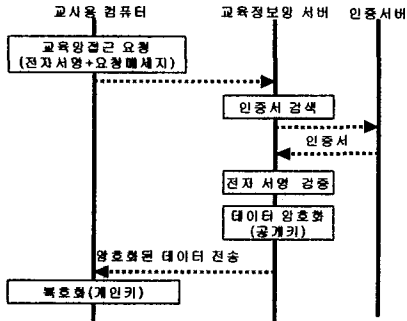 교사용 컴퓨터
교육정보망 서버
인증서버
교육망접근 요청
(전자서명+요청메세지)
인증서 검색
인증서
전자 서명 검증
데이터 암호화
(공개키)
암호화된 데이터 전송
복호화(개인키)